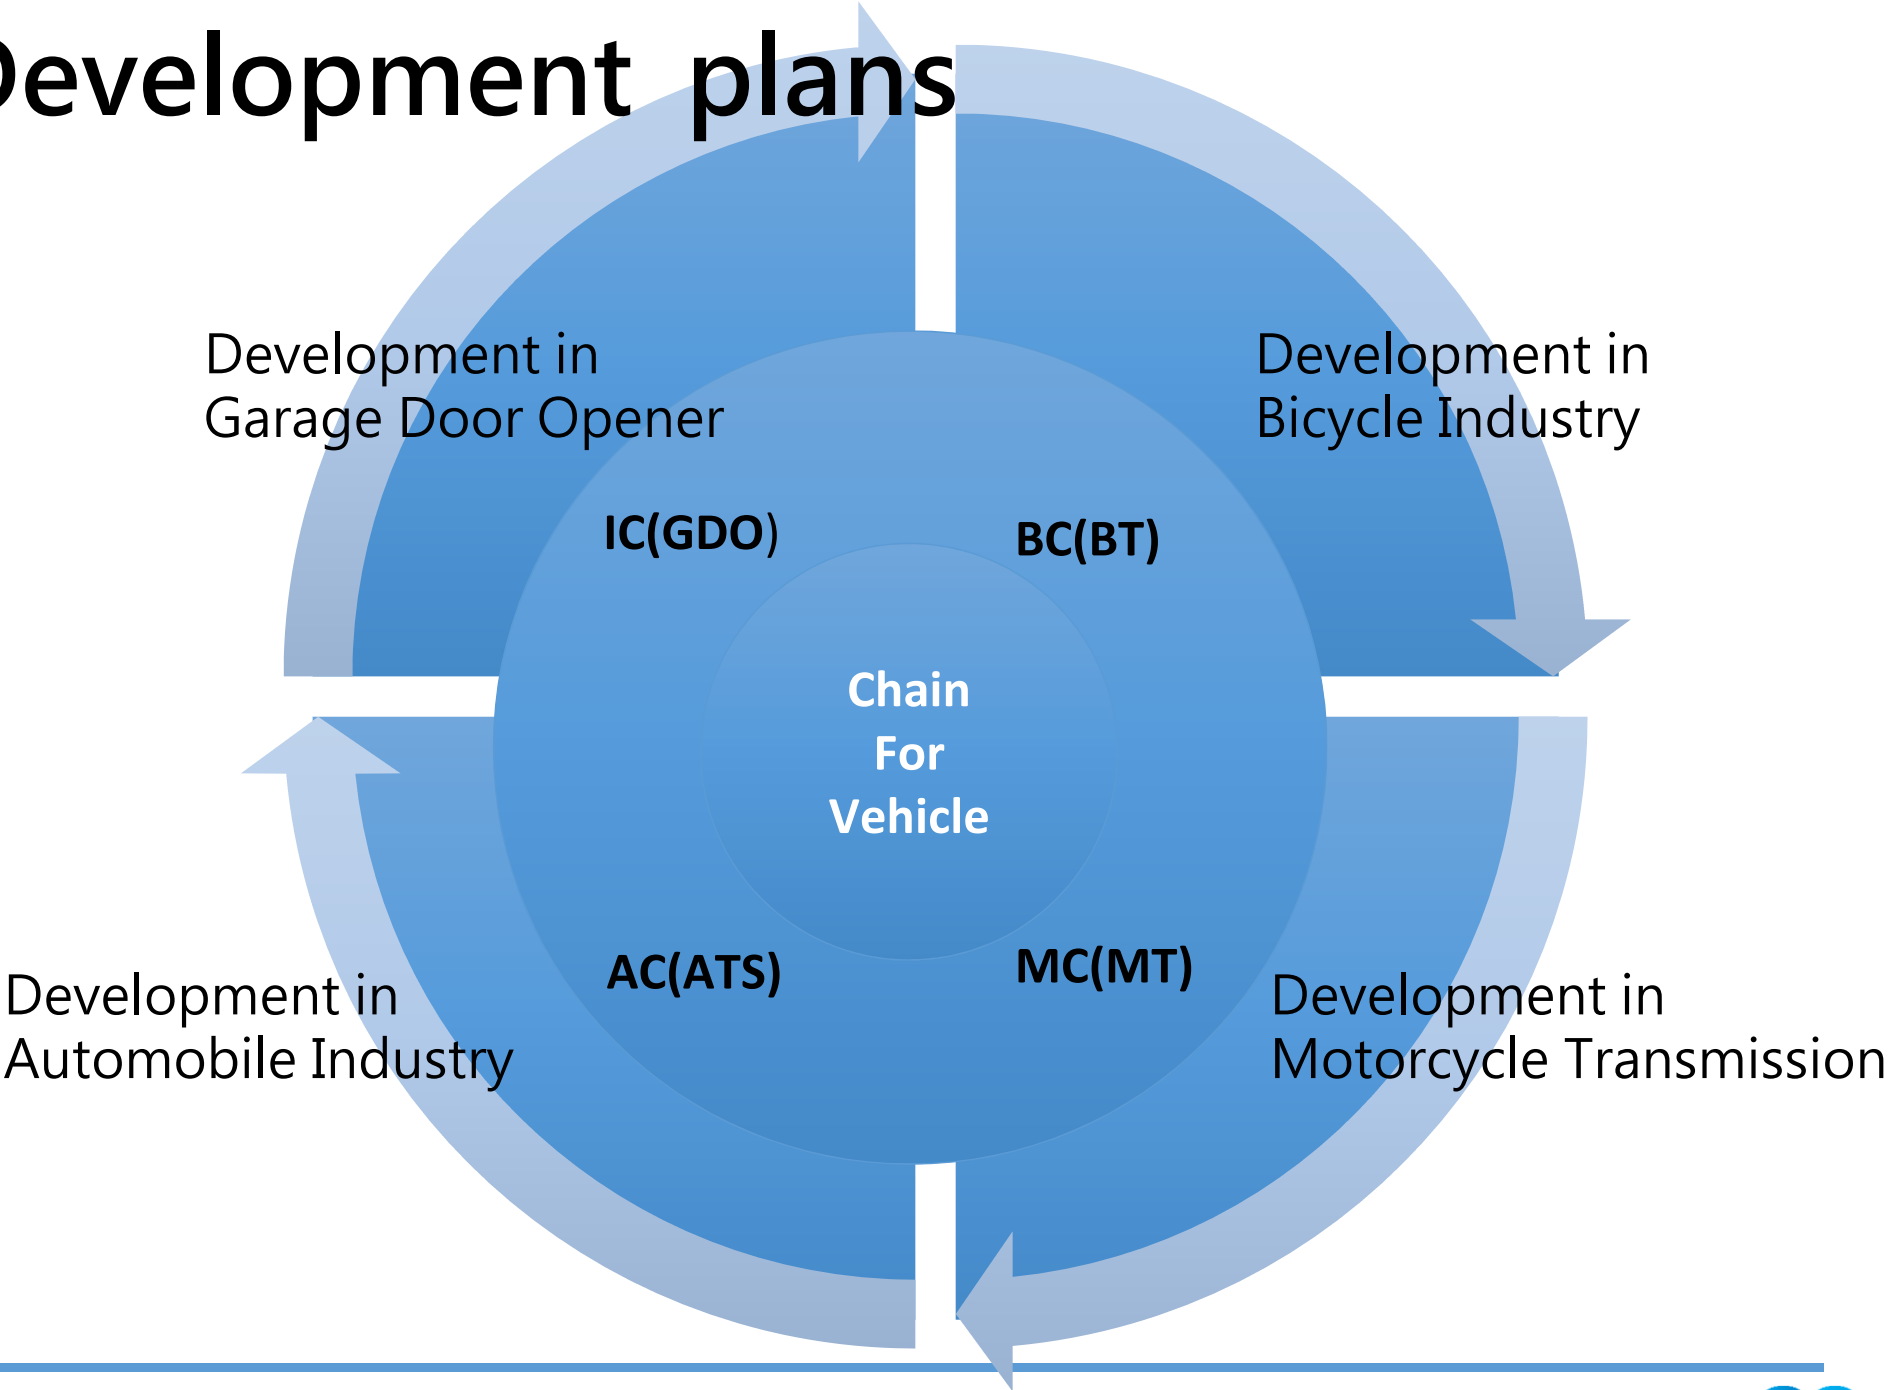 Development plans
Development in
Garage Door Opener
Development in
Bicycle Industry
IC(GDO)
BC(BT)
Chain
For
Vehicle
AC(ATS)
MC(MT)
Development in
Automobile Industry
Development in
Motorcycle Transmission